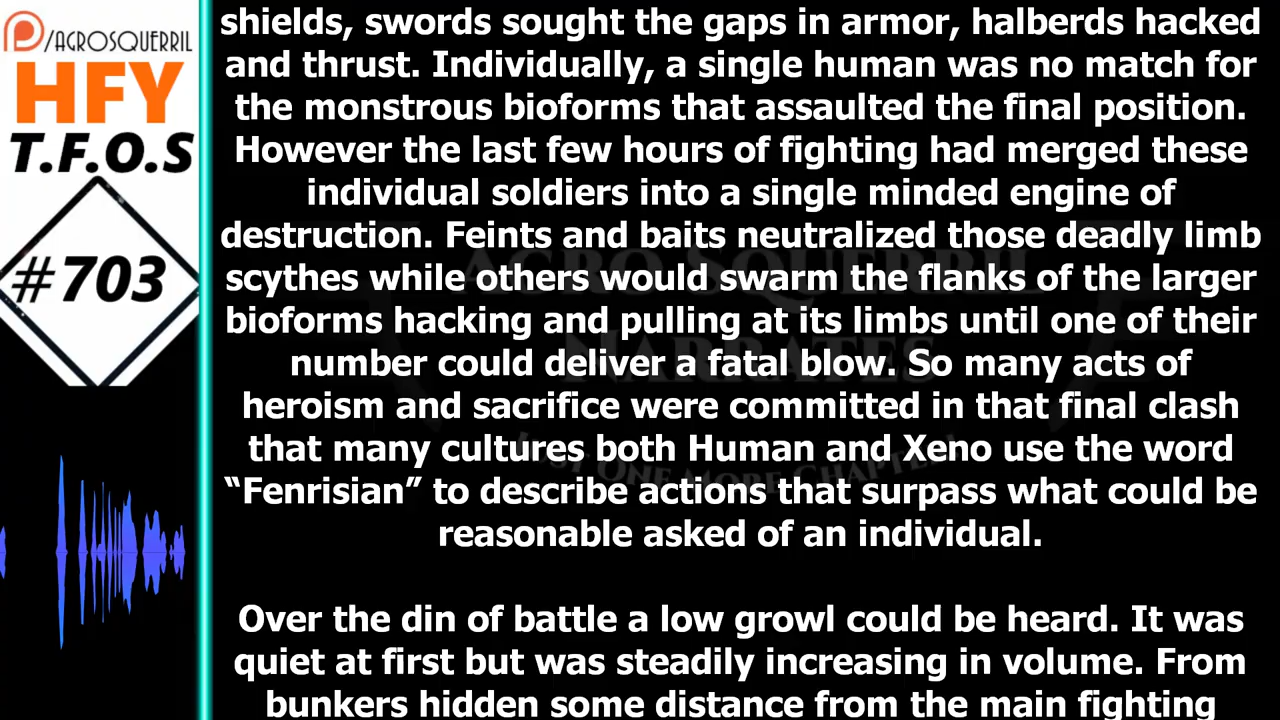 /AGROSQUERRIL
HFY
T.F.O.S
#703
shields, swords sought the gaps in armor, halberds hacked
and thrust. Individually, a single human was no match for
the monstrous bioforms that assaulted the final position.
However the last few hours of fighting had merged these
individual soldiers into a single minded engine of
destruction. Feints and baits neutralized those deadly limb
scythes while others would swarm the flanks of the larger
bioforms hacking and pulling at its limbs until one of their
number could deliver a fatal blow. So many acts of
heroism and sacrifice were committed in that final clash
that many cultures both Human and Xeno use the word
“Fenrisian” to describe actions that surpass what could be
reasonable asked of an individual.
Over the din of battle a low growl could be heard. It was
quiet at first but was steadily increasing in volume. From
bunkers hidden some distance from the main fighting
AGRO SQUERRIL
NARRATES
JUST ONE MORE CHAPTER